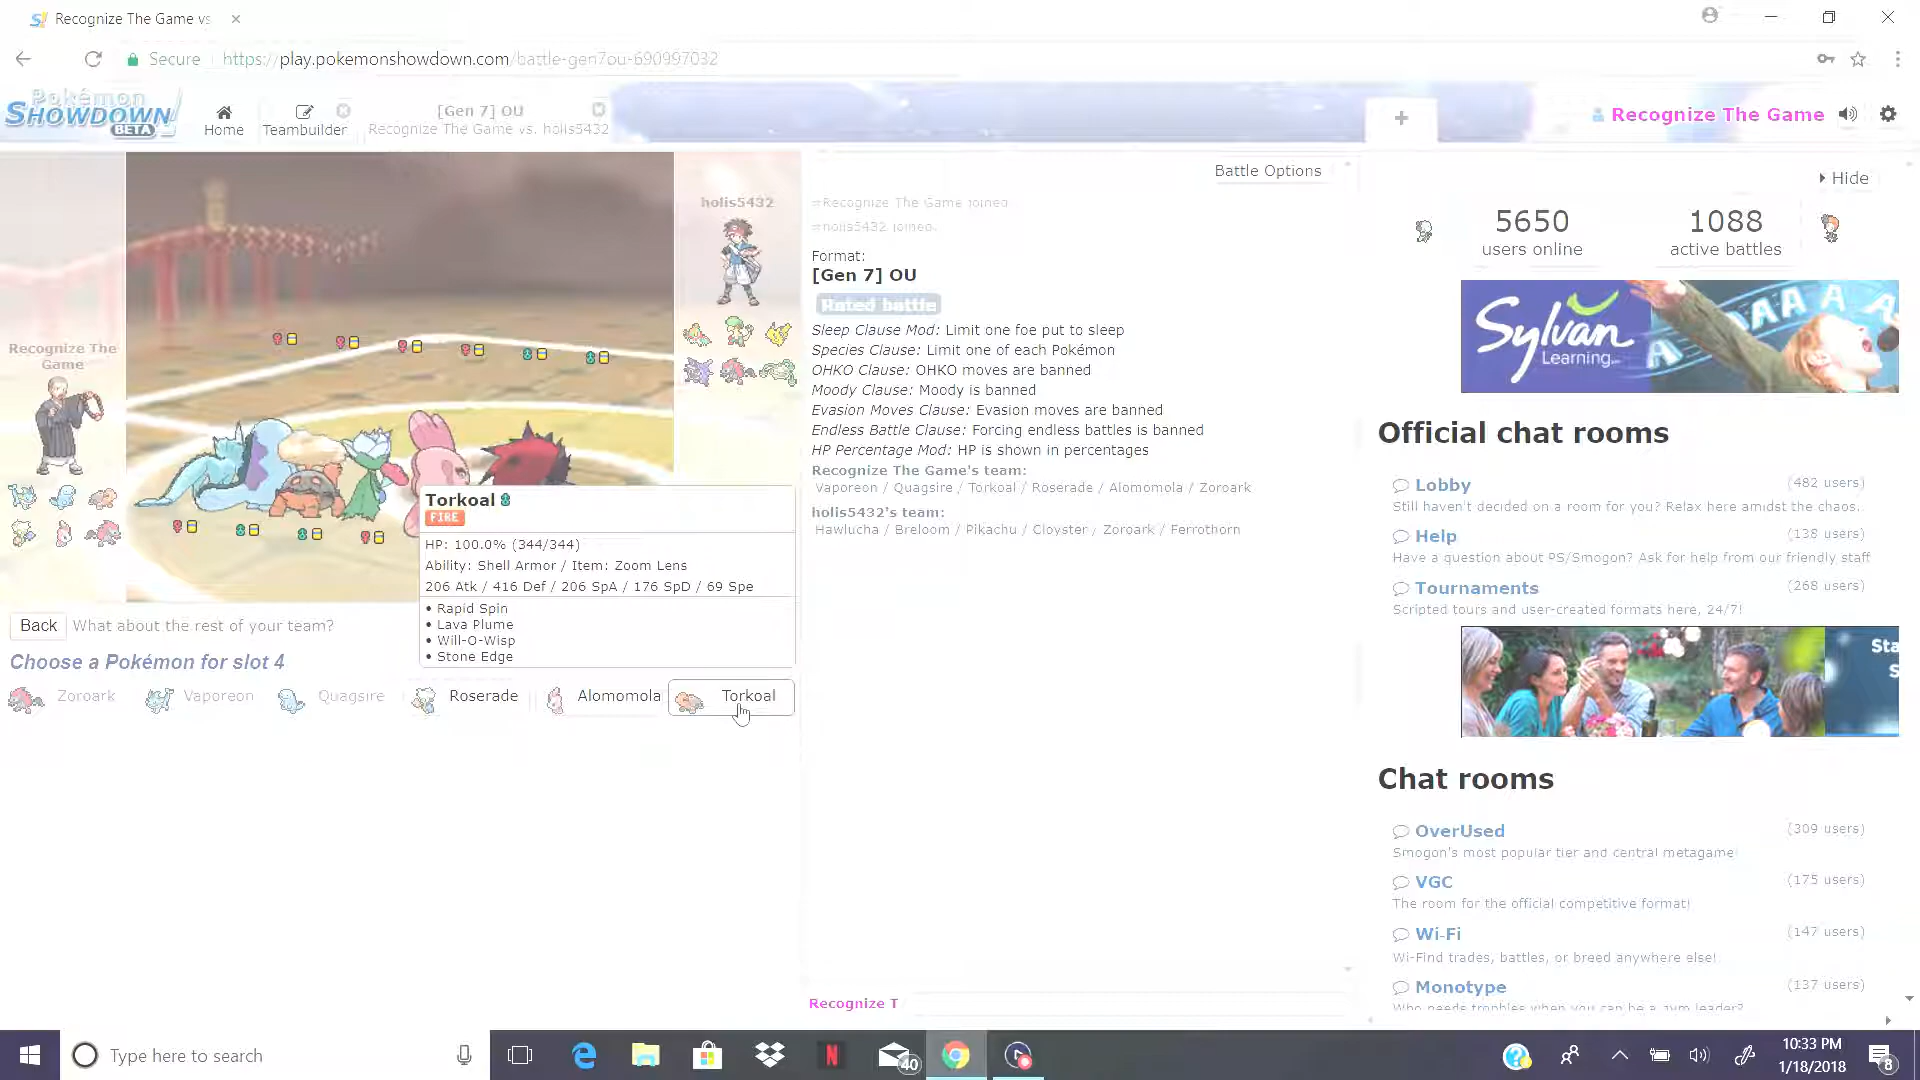 Recognize The Game vs
Secure https://play.pokemonshowdown.com/battle-gen7ou-690997032
Pokémon
SHOWDOWN!
BETA
Home
Teambuilder
[Gen 7] OU
Recognize The Game vs. holis5432
+
Recognize The Game
Recognize The
Game
holis5432
Torkoal
FIRE
HP: 100.0% (344/344)
Ability: Shell Armor / Item: Zoom Lens
206 Atk / 416 Def / 206 SpA / 176 SpD / 69 Spe
• Rapid Spin
• Lava Plume
• Will-O-Wisp
• Stone Edge
Back What about the rest of your team?
Choose a Pokémon for slot 4
Zoroark Vaporeon Quagsire Roserade Alomomola Torkoal
Battle Options
Recognize The Game joined
holis5432 joined.
Format:
[Gen 7] OU
Rated battle
Sleep Clause Mod: Limit one foe put to sleep
Species Clause: Limit one of each Pokémon
OHKO Clause: OHKO moves are banned
Moody Clause: Moody is banned
Evasion Moves Clause: Evasion moves are banned
Endless Battle Clause: Forcing endless battles is banned
HP Percentage Mod: HP is shown in percentages
Recognize The Game's team:
Vaporeon / Quagsire / Torkoal / Roserade / Alomomola / Zoroark
holis5432's team:
Hawlucha / Breloom / Pikachu / Cloyster / Zoroark / Ferrothorn
Recognize T
Hide
5650
users online
1088
active battles
Sylvan
Learning
A A A A
Official chat rooms
Lobby (482 users)
Still haven't decided on a room for you? Relax here amidst the chaos.
Help (138 users)
Have a question about PS/Smogon? Ask for help from our friendly staff
Tournaments (268 users)
Scripted tours and user-created formats here, 24/7!
Sta
S
Chat rooms
OverUsed (309 users)
Smogon's most popular tier and central metagame
VGC (175 users)
The room for the official competitive format!
Wi-Fi (147 users)
Wi-Find trades, battles, or breed anywhere else!
Monotype (137 users)
Who needs trophies when you can be a gym leader?
Type here to search
40
10:33 PM
1/18/2018
8